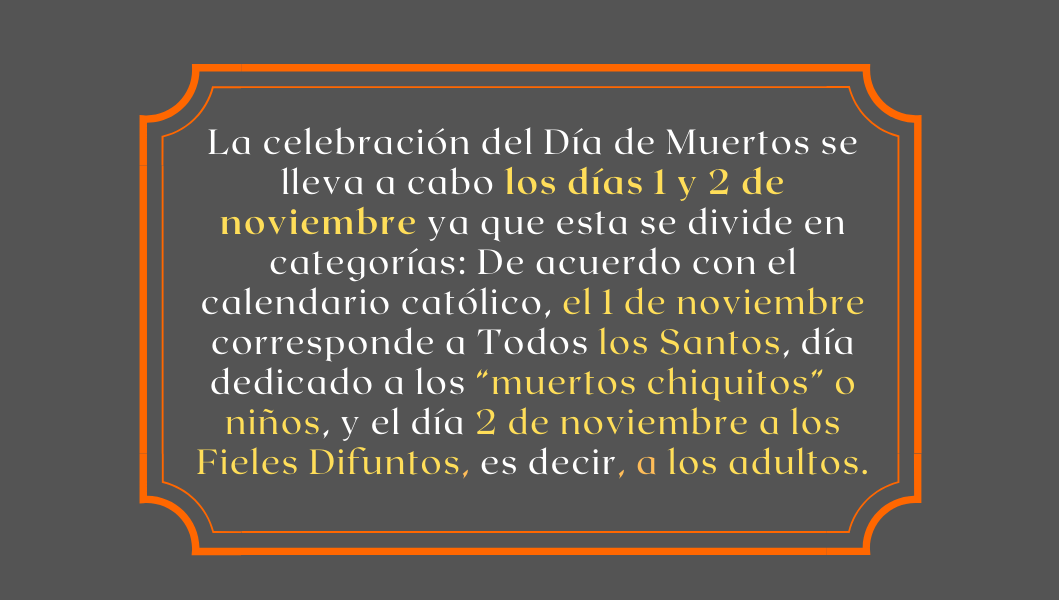 La celebración del Día de Muertos se
lleva a cabo los días 1 y 2 de
noviembre ya que esta se divide en
categorías: De acuerdo con el
calendario católico, el 1 de noviembre
corresponde a Todos los Santos, día
dedicado a los “muertos chiquitos” o
niños, y el día 2 de noviembre a los
Fieles Difuntos, es decir, a los adultos.